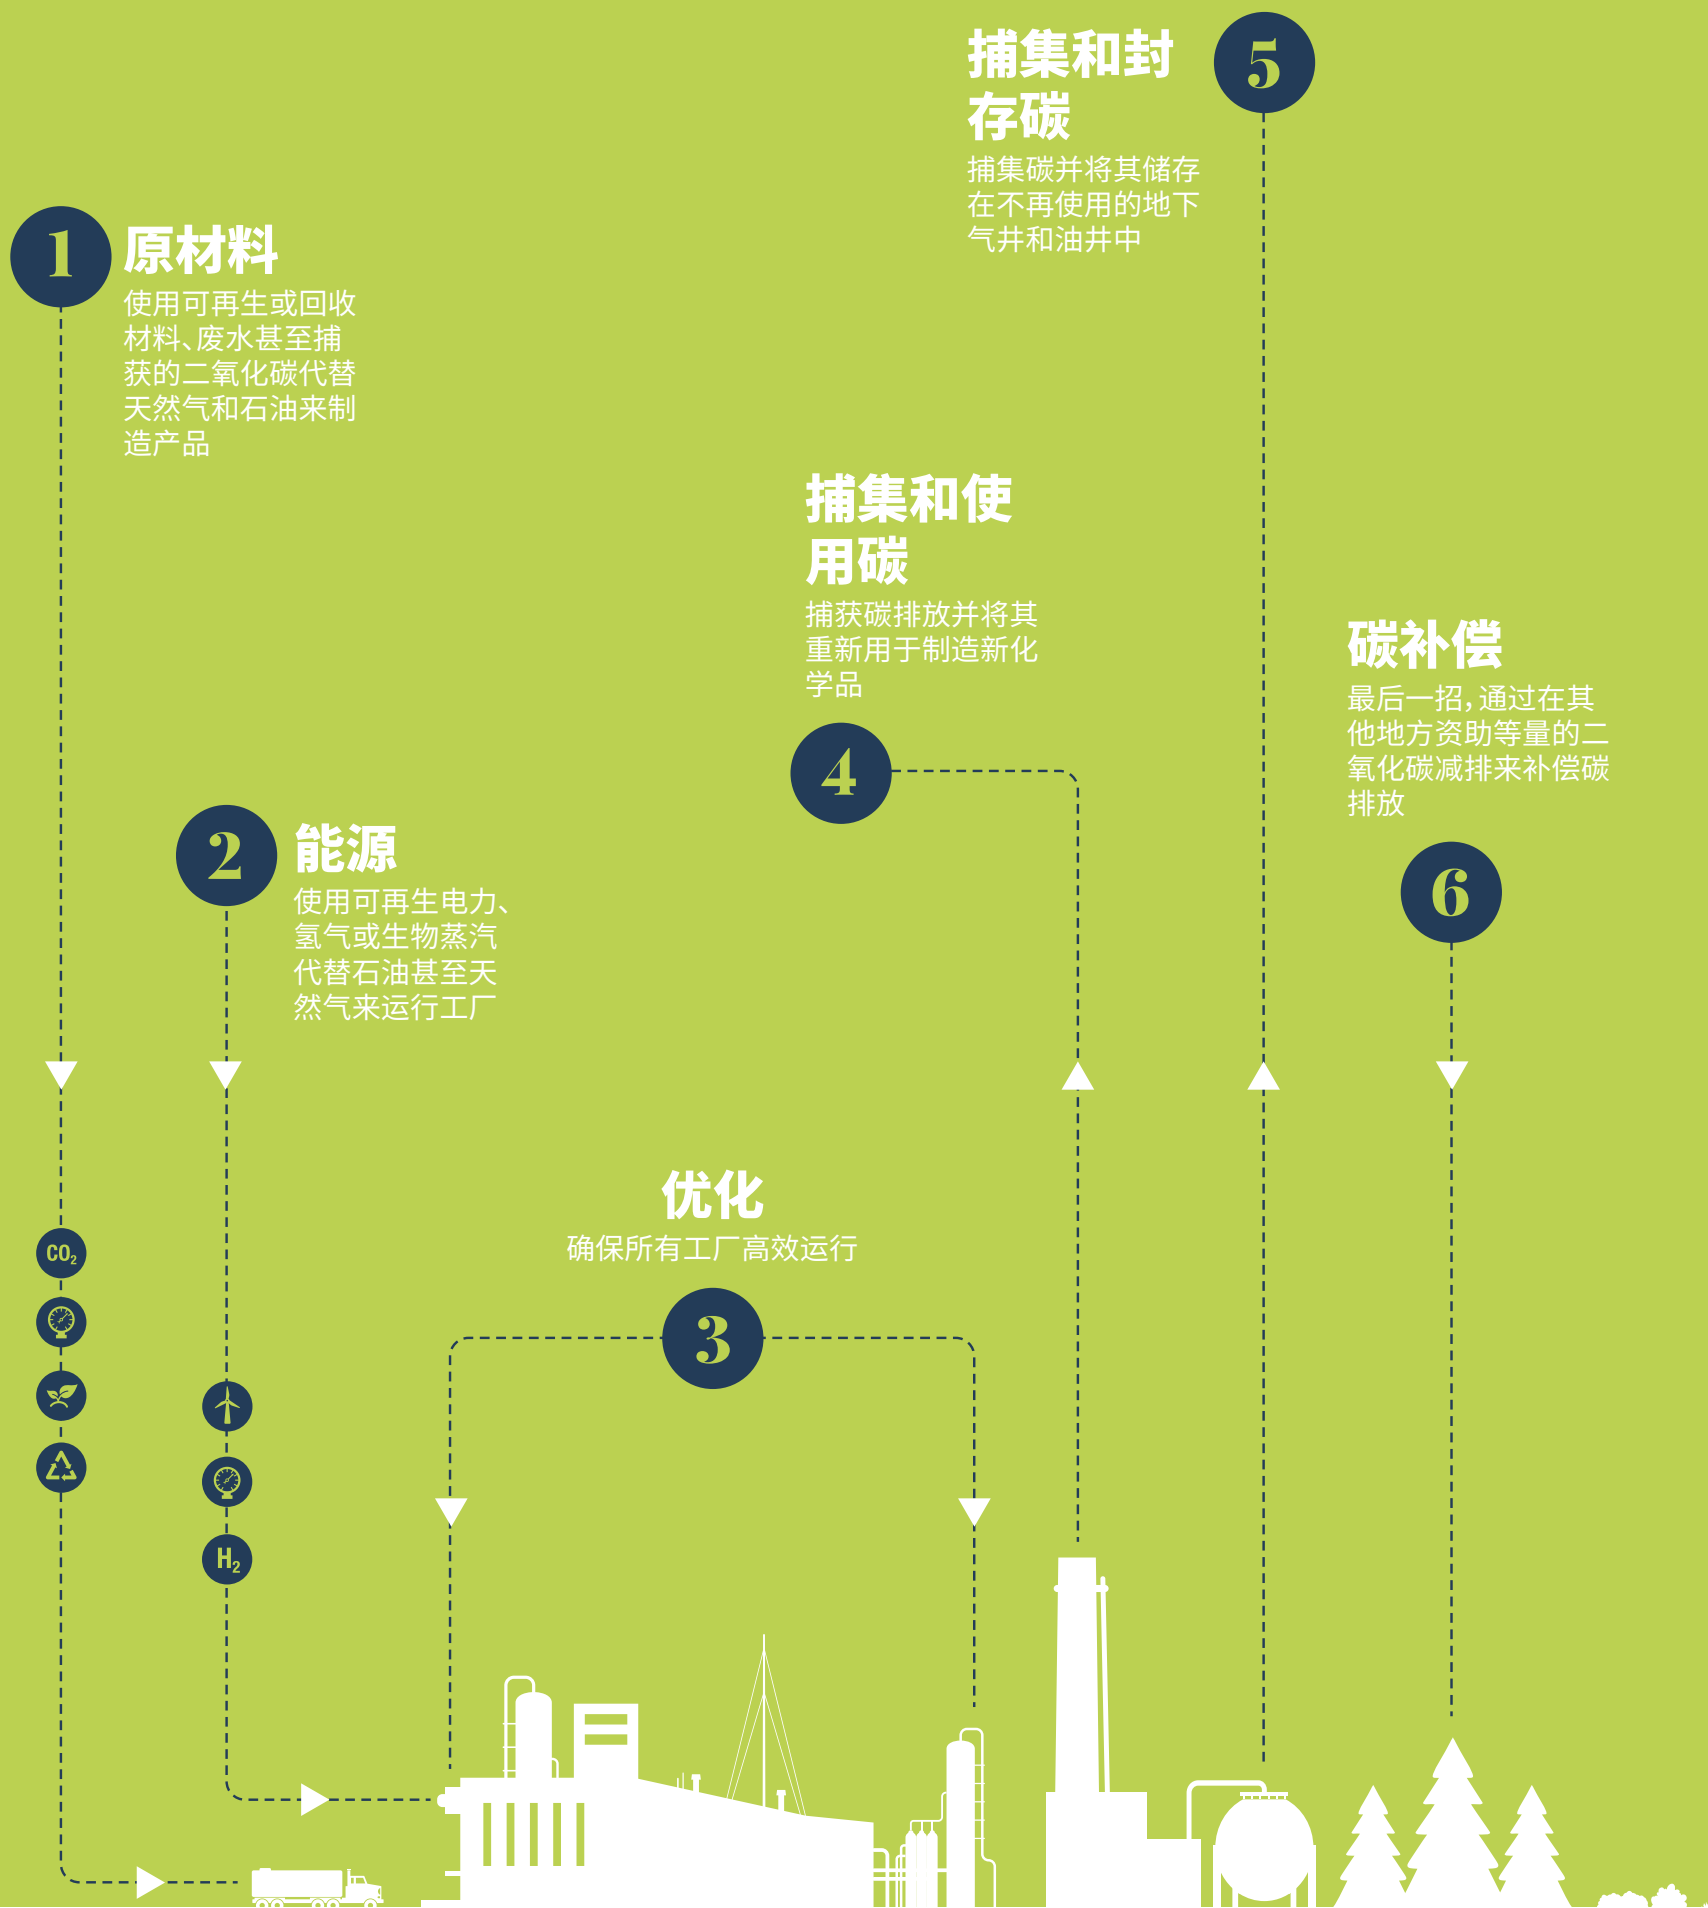 1
原材料
使用可再生或回收
材料、废水甚至捕
获的二氧化碳代替
天然气和石油来制
造产品
CO₂
2
能源
使用可再生电力、
氢气或生物蒸汽
代替石油甚至天
然气来运行工厂
H₂
优化
确保所有工厂高效运行
3
捕集和使
用碳
捕获碳排放并将其
重新用于制造新化
学品
4
捕集和封
存碳
捕集碳并将其储存
在不再使用的地下
气井和油井中
5
碳补偿
最后一招，通过在其
他地方资助等量的二
氧化碳减排来补偿碳
排放
6